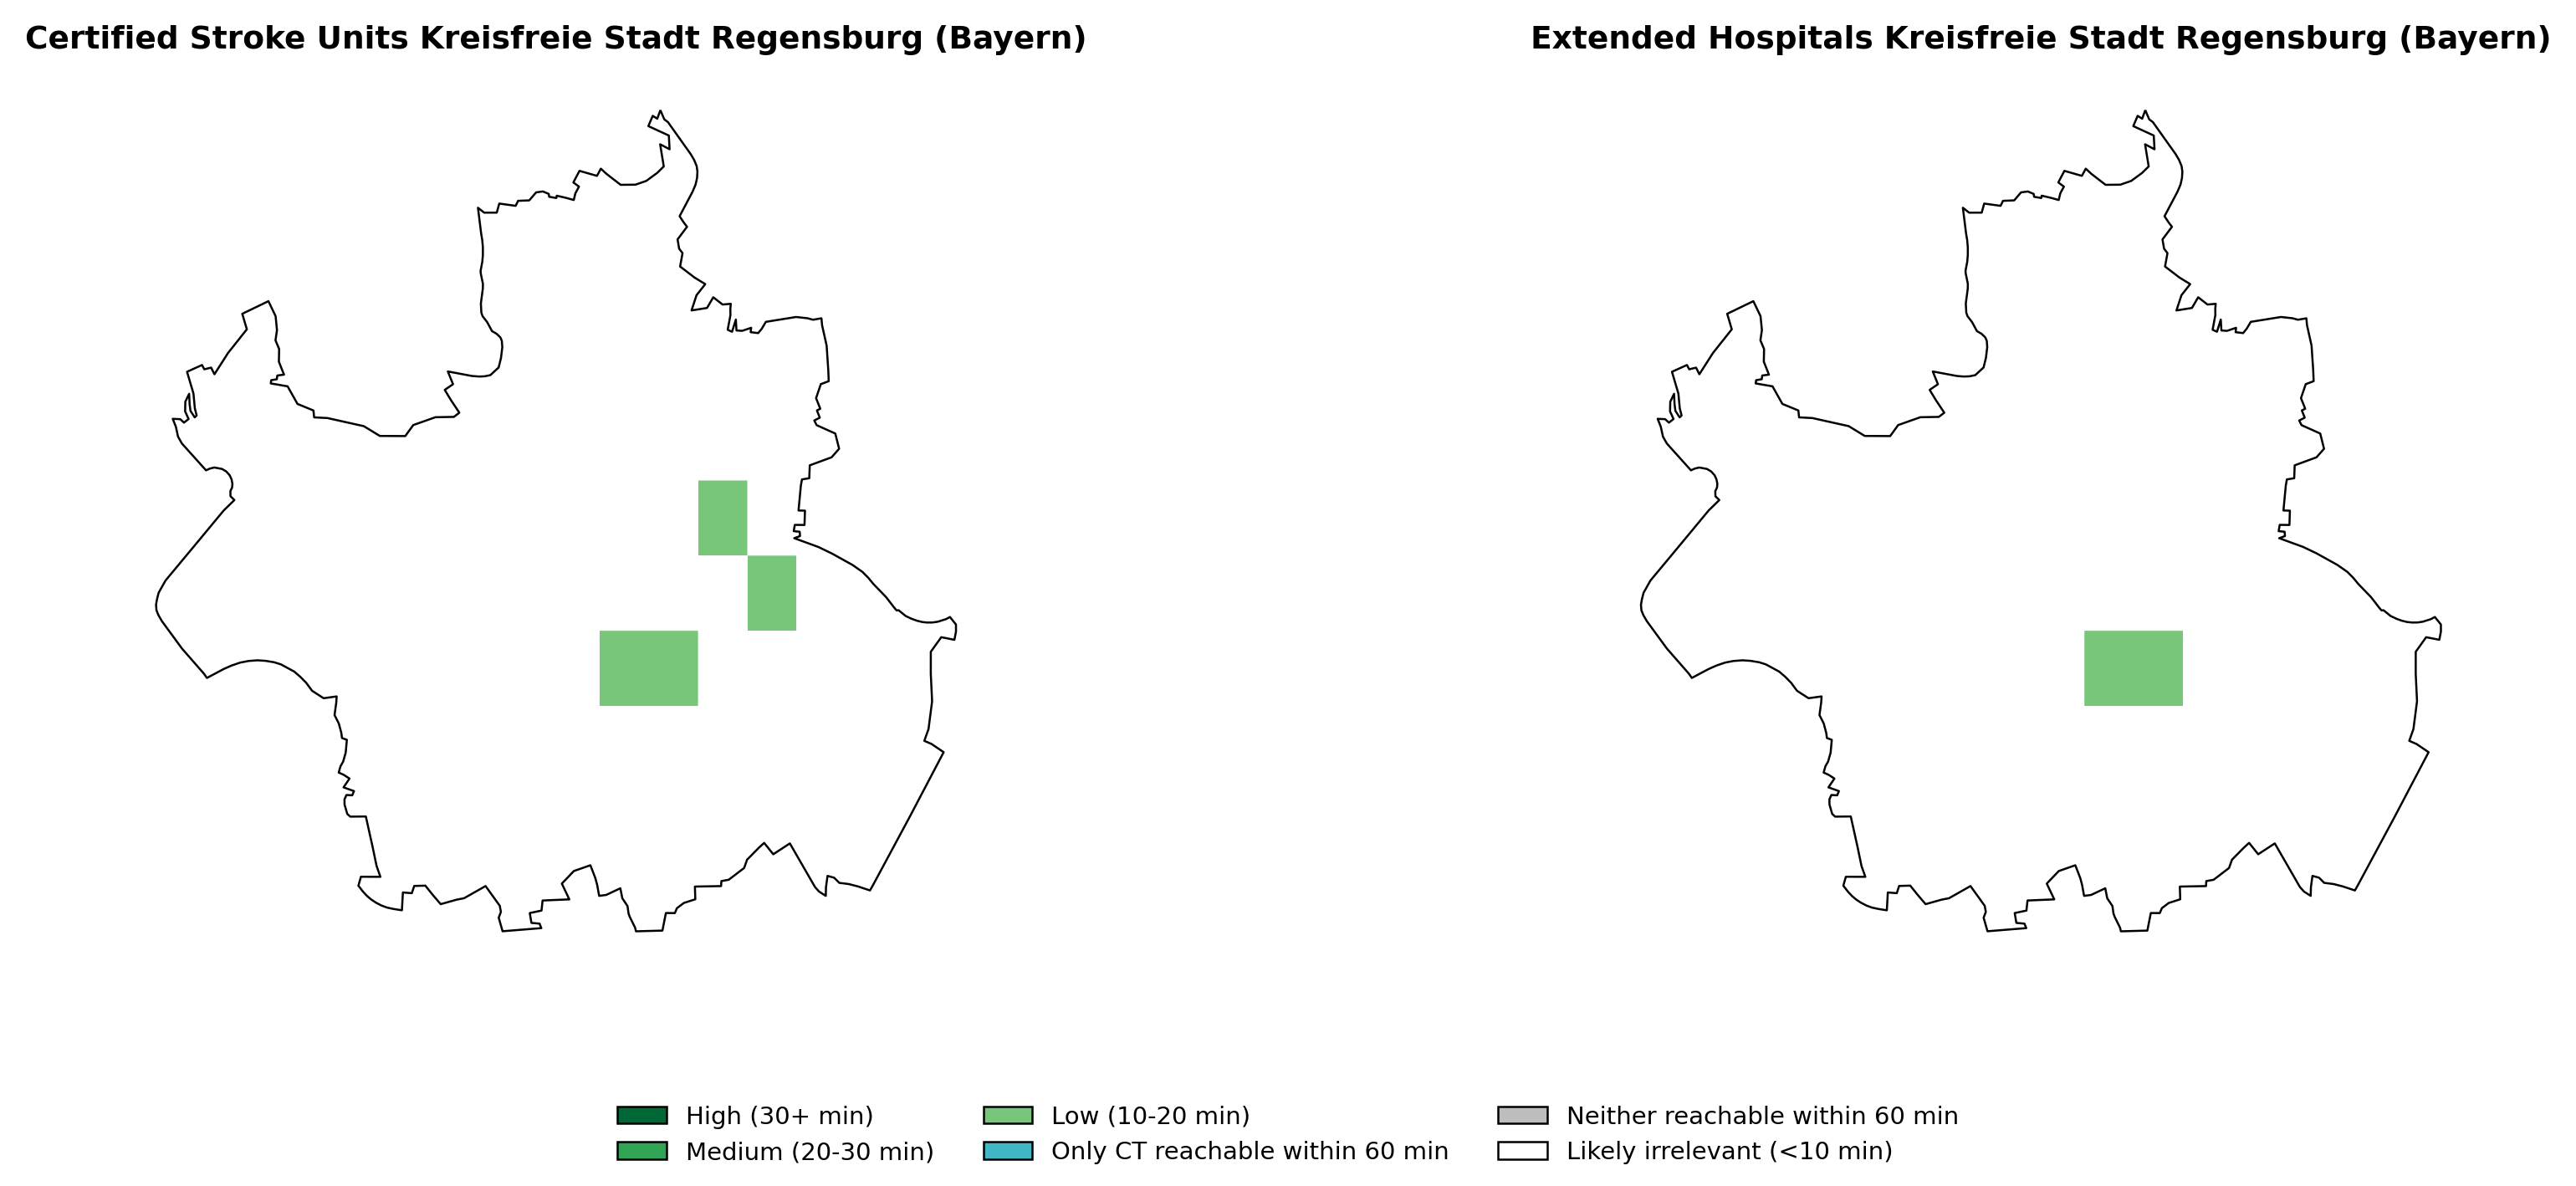 Certified Stroke Units Kreisfreie Stadt Regensburg (Bayern)
Extended Hospitals Kreisfreie Stadt Regensburg (Bayern)
High (30+ min)
Medium (20-30 min)
Low (10-20 min)
Only CT reachable within 60 min
Neither reachable within 60 min
Likely irrelevant (<10 min)